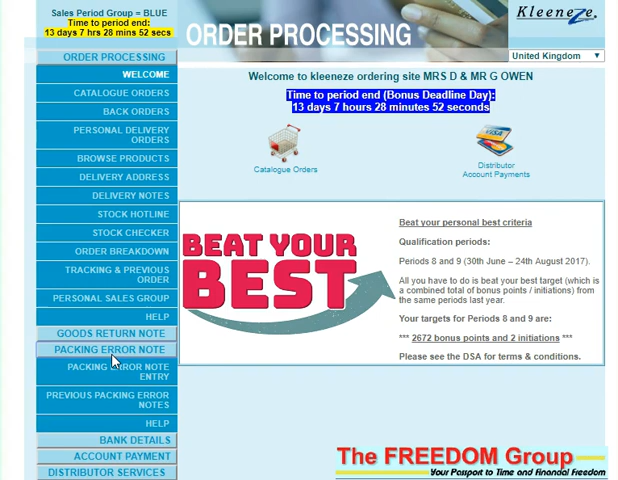 Sales Period Group = BLUE
Time to period end:
13 days 7 hrs 28 mins 52 secs
ORDER PROCESSING
Kleeneze
United Kingdom
ORDER PROCESSING
WELCOME
CATALOGUE ORDERS
BACK ORDERS
PERSONAL DELIVERY
ORDERS
BROWSE PRODUCTS
DELIVERY ADDRESS
DELIVERY NOTES
STOCK HOTLINE
STOCK CHECKER
ORDER BREAKDOWN
TRACKING & PREVIOUS
ORDER
PERSONAL SALES GROUP
HELP
GOODS RETURN NOTE
PACKING ERROR NOTE
PACKING ERROR NOTE
ENTRY
PREVIOUS PACKING ERROR
NOTES
HELP
BANK DETAILS
ACCOUNT PAYMENT
DISTRIBUTOR SERVICES
Welcome to kleeneze ordering site MRS D & MR G OWEN
Time to period end (Bonus Deadline Day):
13 days 7 hours 28 minutes 52 seconds
Catalogue Orders
Distributor
Account Payments
BEAT YOUR
BEST
Beat your personal best criteria
Qualification periods:
Periods 8 and 9 (30th June – 24th August 2017).
All you have to do is beat your best target (which is
a combined total of bonus points / initiations) from
the same periods last year.
Your targets for Periods 8 and 9 are:
*** 2672 bonus points and 2 initiations ***
Please see the DSA for terms & conditions.
The FREEDOM Group
Your Passport to Time and Financial Freedom